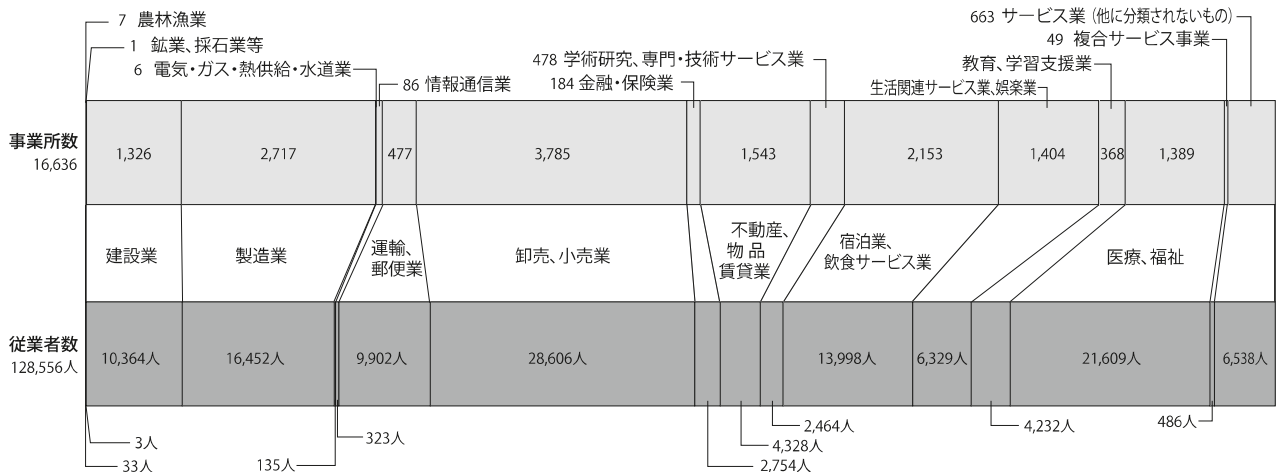 7 農林漁業
1 鉱業、採石業等
6 電気・ガス・熱供給・水道業
86 情報通信業
478 学術研究、専門・技術サービス業
184 金融・保険業
663 サービス業（他に分類されないもの）
49 複合サービス事業
教育、学習支援業
生活関連サービス業、娯楽業
事業所数
16,636
1,326
2,717
477
3,785
1,543
2,153
1,404
368
1,389
建設業
製造業
運輸、
郵便業
卸売、小売業
不動産、
物品
賃貸業
宿泊業、
飲食サービス業
医療、福祉
従業者数
128,556人
10,364人
16,452人
9,902人
28,606人
13,998人
6,329人
21,609人
6,538人
3人
33人
135人
323人
2,754人
4,328人
2,464人
4,232人
486人